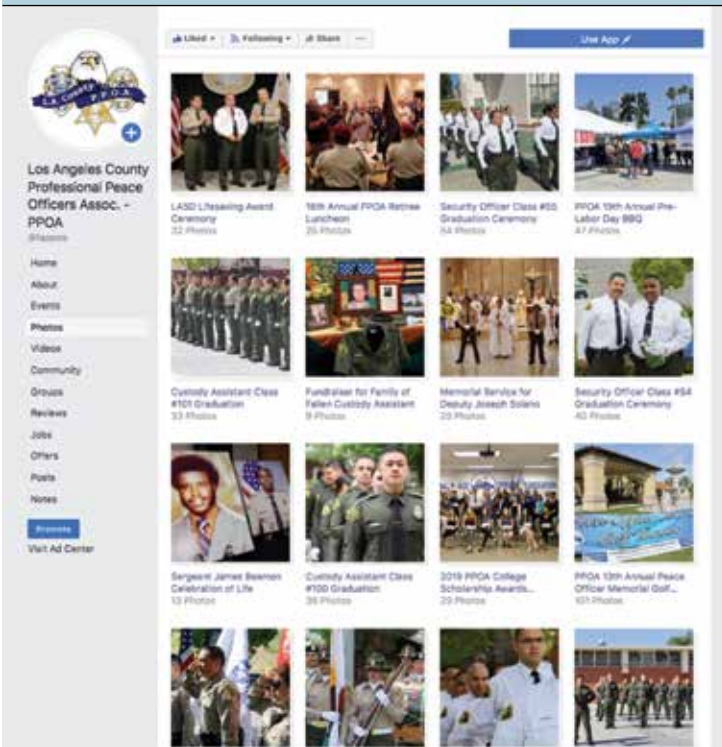 Liked
Following
Share
Use App
LA County P.P.O.A.
Los Angeles County
Professional Peace
Officers Assoc. -
PPOA
Home
About
Events
Photos
Videos
Community
Groups
Reviews
Jobs
Offers
Posts
Notes
Promote
Visit Ad Center
LASD Lifesaving Award
Ceremony
32 Photos
16th Annual PPOA Retiree
Luncheon
Security Officer Class #55
Graduation Ceremony
54 Photos
PPOA 19th Annual Pre-
Labor Day BBQ
47 Photos
Custody Assistant Class
#101 Graduation
33 Photos
Fundraiser for Family of
Fallen Custody Assistant
9 Photos
Memorial Service for
Deputy Joseph Solano
Security Officer Class #54
Graduation Ceremony
40 Photos
Sergeant James Beamon
Celebration of Life
13 Photos
Custody Assistant Class
#100 Graduation
2019 PPOA College
Scholarship Awards...
PPOA 13th Annual Peace
Officer Memorial Golf...
101 Photos